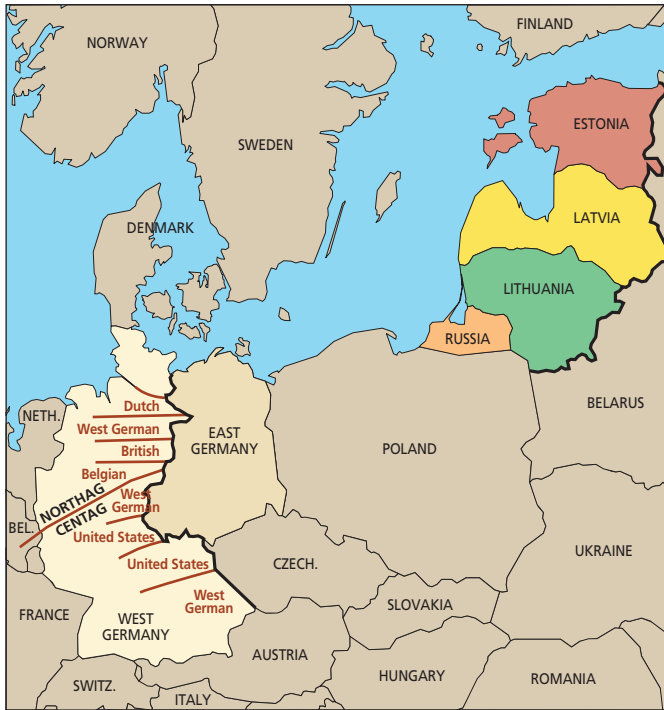 FINLAND
NORWAY
ESTONIA
SWEDEN
LATVIA
DENMARK
LITHUANIA
RUSSIA
BELARUS
NETH.
Dutch
West German
EAST
GERMANY
British
POLAND
Belgian
NORTHAG
CENTAG
West
German
BEL.
United States
UKRAINE
United States
CZECH.
West
German
SLOVAKIA
FRANCE
WEST
GERMANY
AUSTRIA
HUNGARY
ROMANIA
SWITZ.
ITALY